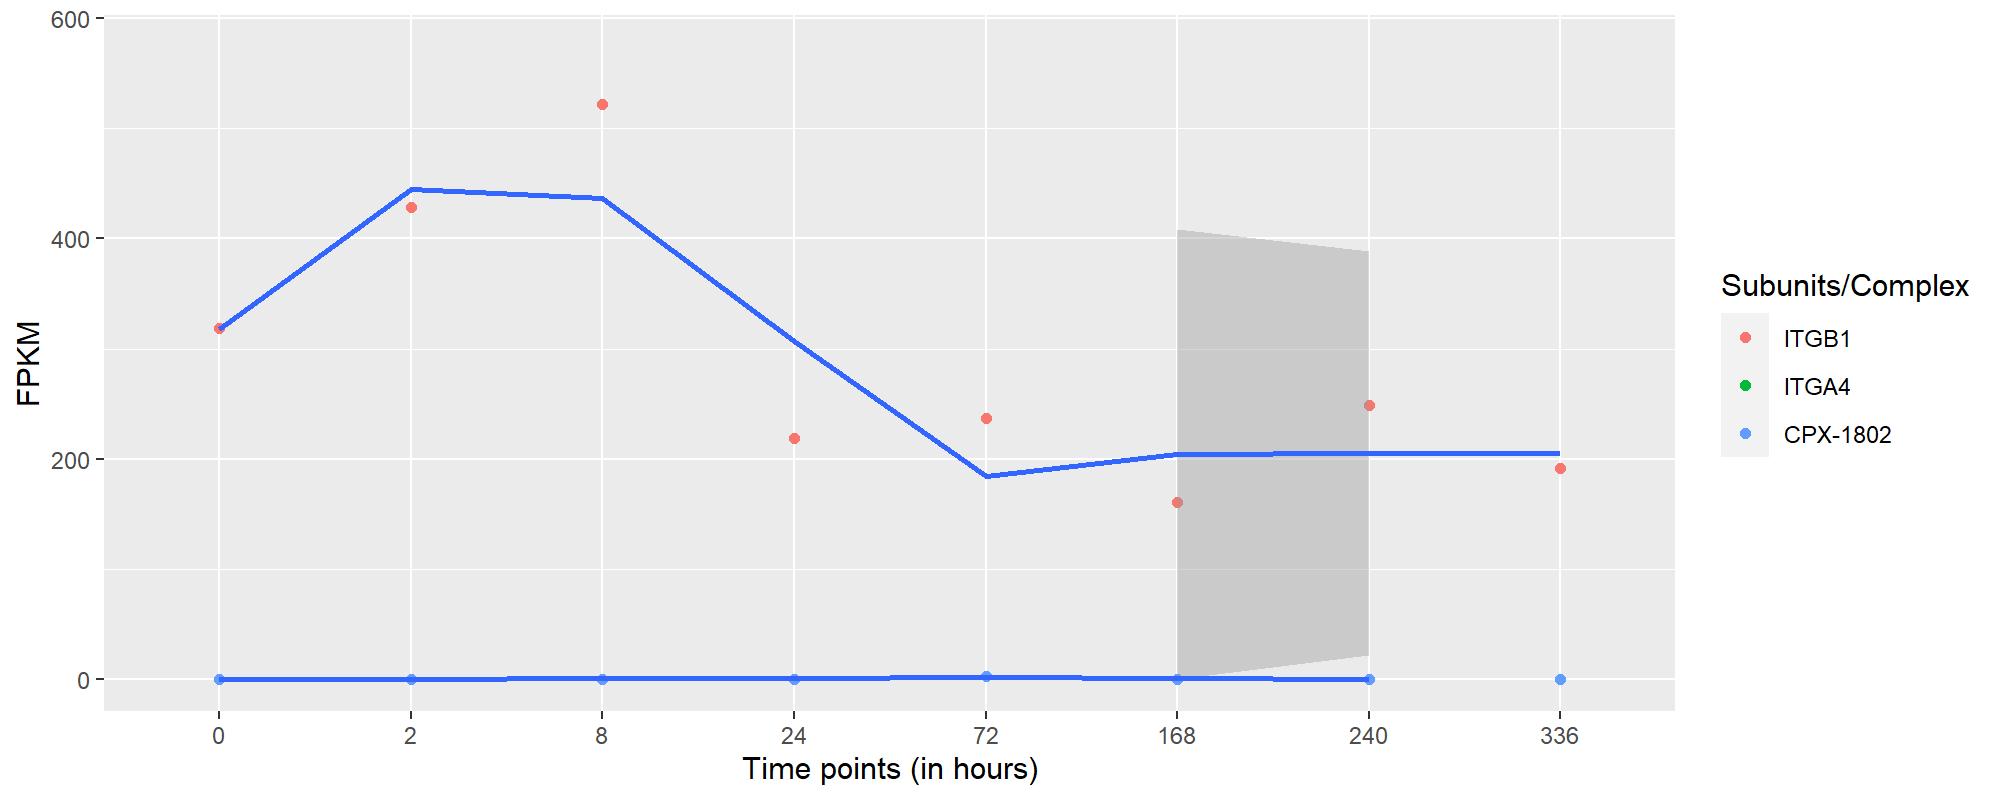 600
400
200
0
FPKM
0 2 8 24 72 168 240 336
Time points (in hours)
Subunits/Complex
ITGB1
ITGA4
CPX-1802